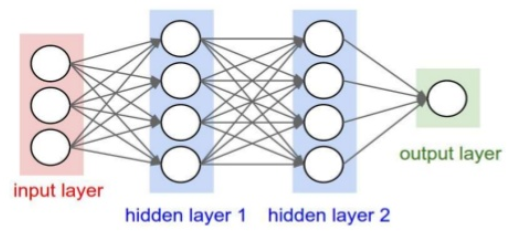 output layer
input layer
hidden layer 1
hidden layer 2